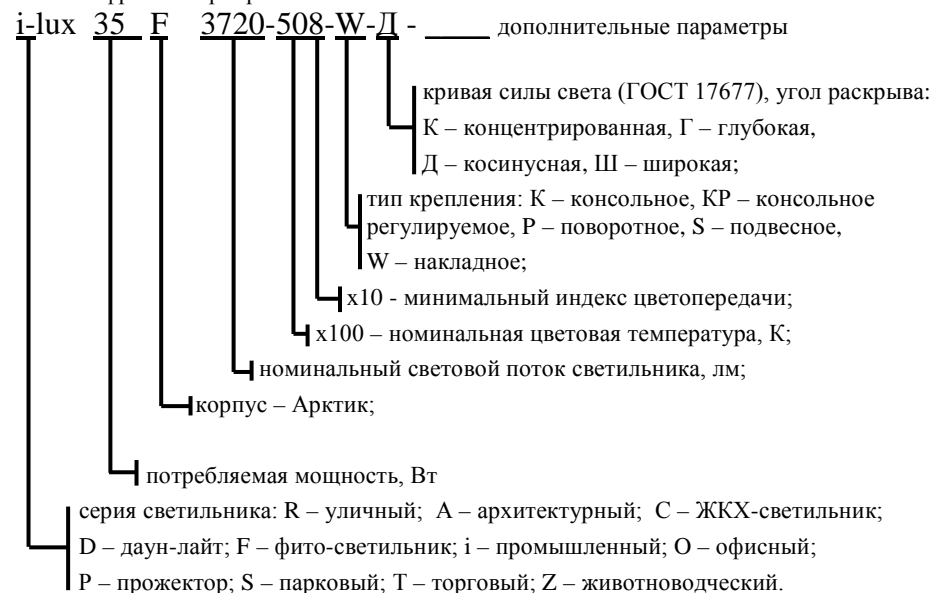 i-lux 35 F 3720-508-W-Д - _____ дополнительные параметры
кривая силы света (ГОСТ 17677), угол раскрыва:
К – концентрированная, Г – глубокая,
Д – косинусная, Ш – широкая;
тип крепления: К – консольное, КР – консольное
регулируемое, Р – поворотное, S – подвесное,
W – накладное;
x10 - минимальный индекс цветопередачи;
x100 – номинальная цветовая температура, К;
номинальный световой поток светильника, лм;
корпус – Арктик;
потребляемая мощность, Вт
серия светильника: R – уличный; A – архитектурный; C – ЖКХ-светильник;
D – даун-лайт; F – фито-светильник; i – промышленный; O – офисный;
P – прожектор; S – парковый; T – торговый; Z – животноводческий.